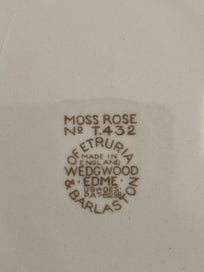 MOSS ROSE
No T.432
OF ETRURIA
MADE IN
ENGLAND
WEDGWOOD
·EDME·
& BARLASTON